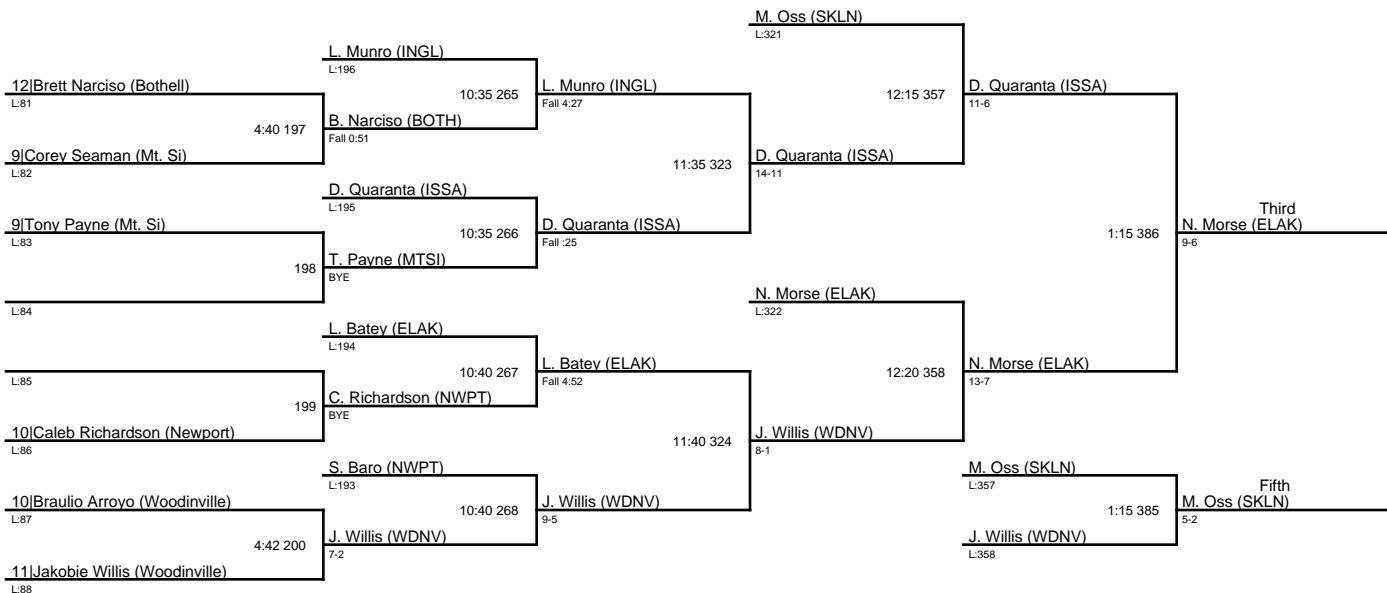 M. Oss (SKLN)
L:321
L. Munro (INGL)
L:196
12|Brett Narciso (Bothell)
L:81
L. Munro (INGL)
Fall 4:27
10:35 265
12:15 357
D. Quaranta (ISSA)
11-6
4:40 197
B. Narciso (BOTH)
Fall 0:51
9|Corey Seaman (Mt. Si)
L:82
11:35 323
D. Quaranta (ISSA)
14-11
D. Quaranta (ISSA)
L:195
Third
9|Tony Payne (Mt. Si)
L:83
10:35 266
D. Quaranta (ISSA)
Fall :25
1:15 386
N. Morse (ELAK)
9-6
198
T. Payne (MTSI)
BYE
L:84
N. Morse (ELAK)
L:322
L. Batey (ELAK)
L:194
L:85
10:40 267
L. Batey (ELAK)
Fall 4:52
12:20 358
N. Morse (ELAK)
13-7
199
C. Richardson (NWPT)
BYE
10|Caleb Richardson (Newport)
L:86
11:40 324
J. Willis (WDNV)
8-1
S. Baro (NWPT)
L:193
M. Oss (SKLN)
L:357
Fifth
10|Braulio Arroyo (Woodinville)
L:87
10:40 268
J. Willis (WDNV)
9-5
1:15 385
M. Oss (SKLN)
5-2
4:42 200
J. Willis (WDNV)
7-2
J. Willis (WDNV)
L:358
11|Jakobie Willis (Woodinville)
L:88